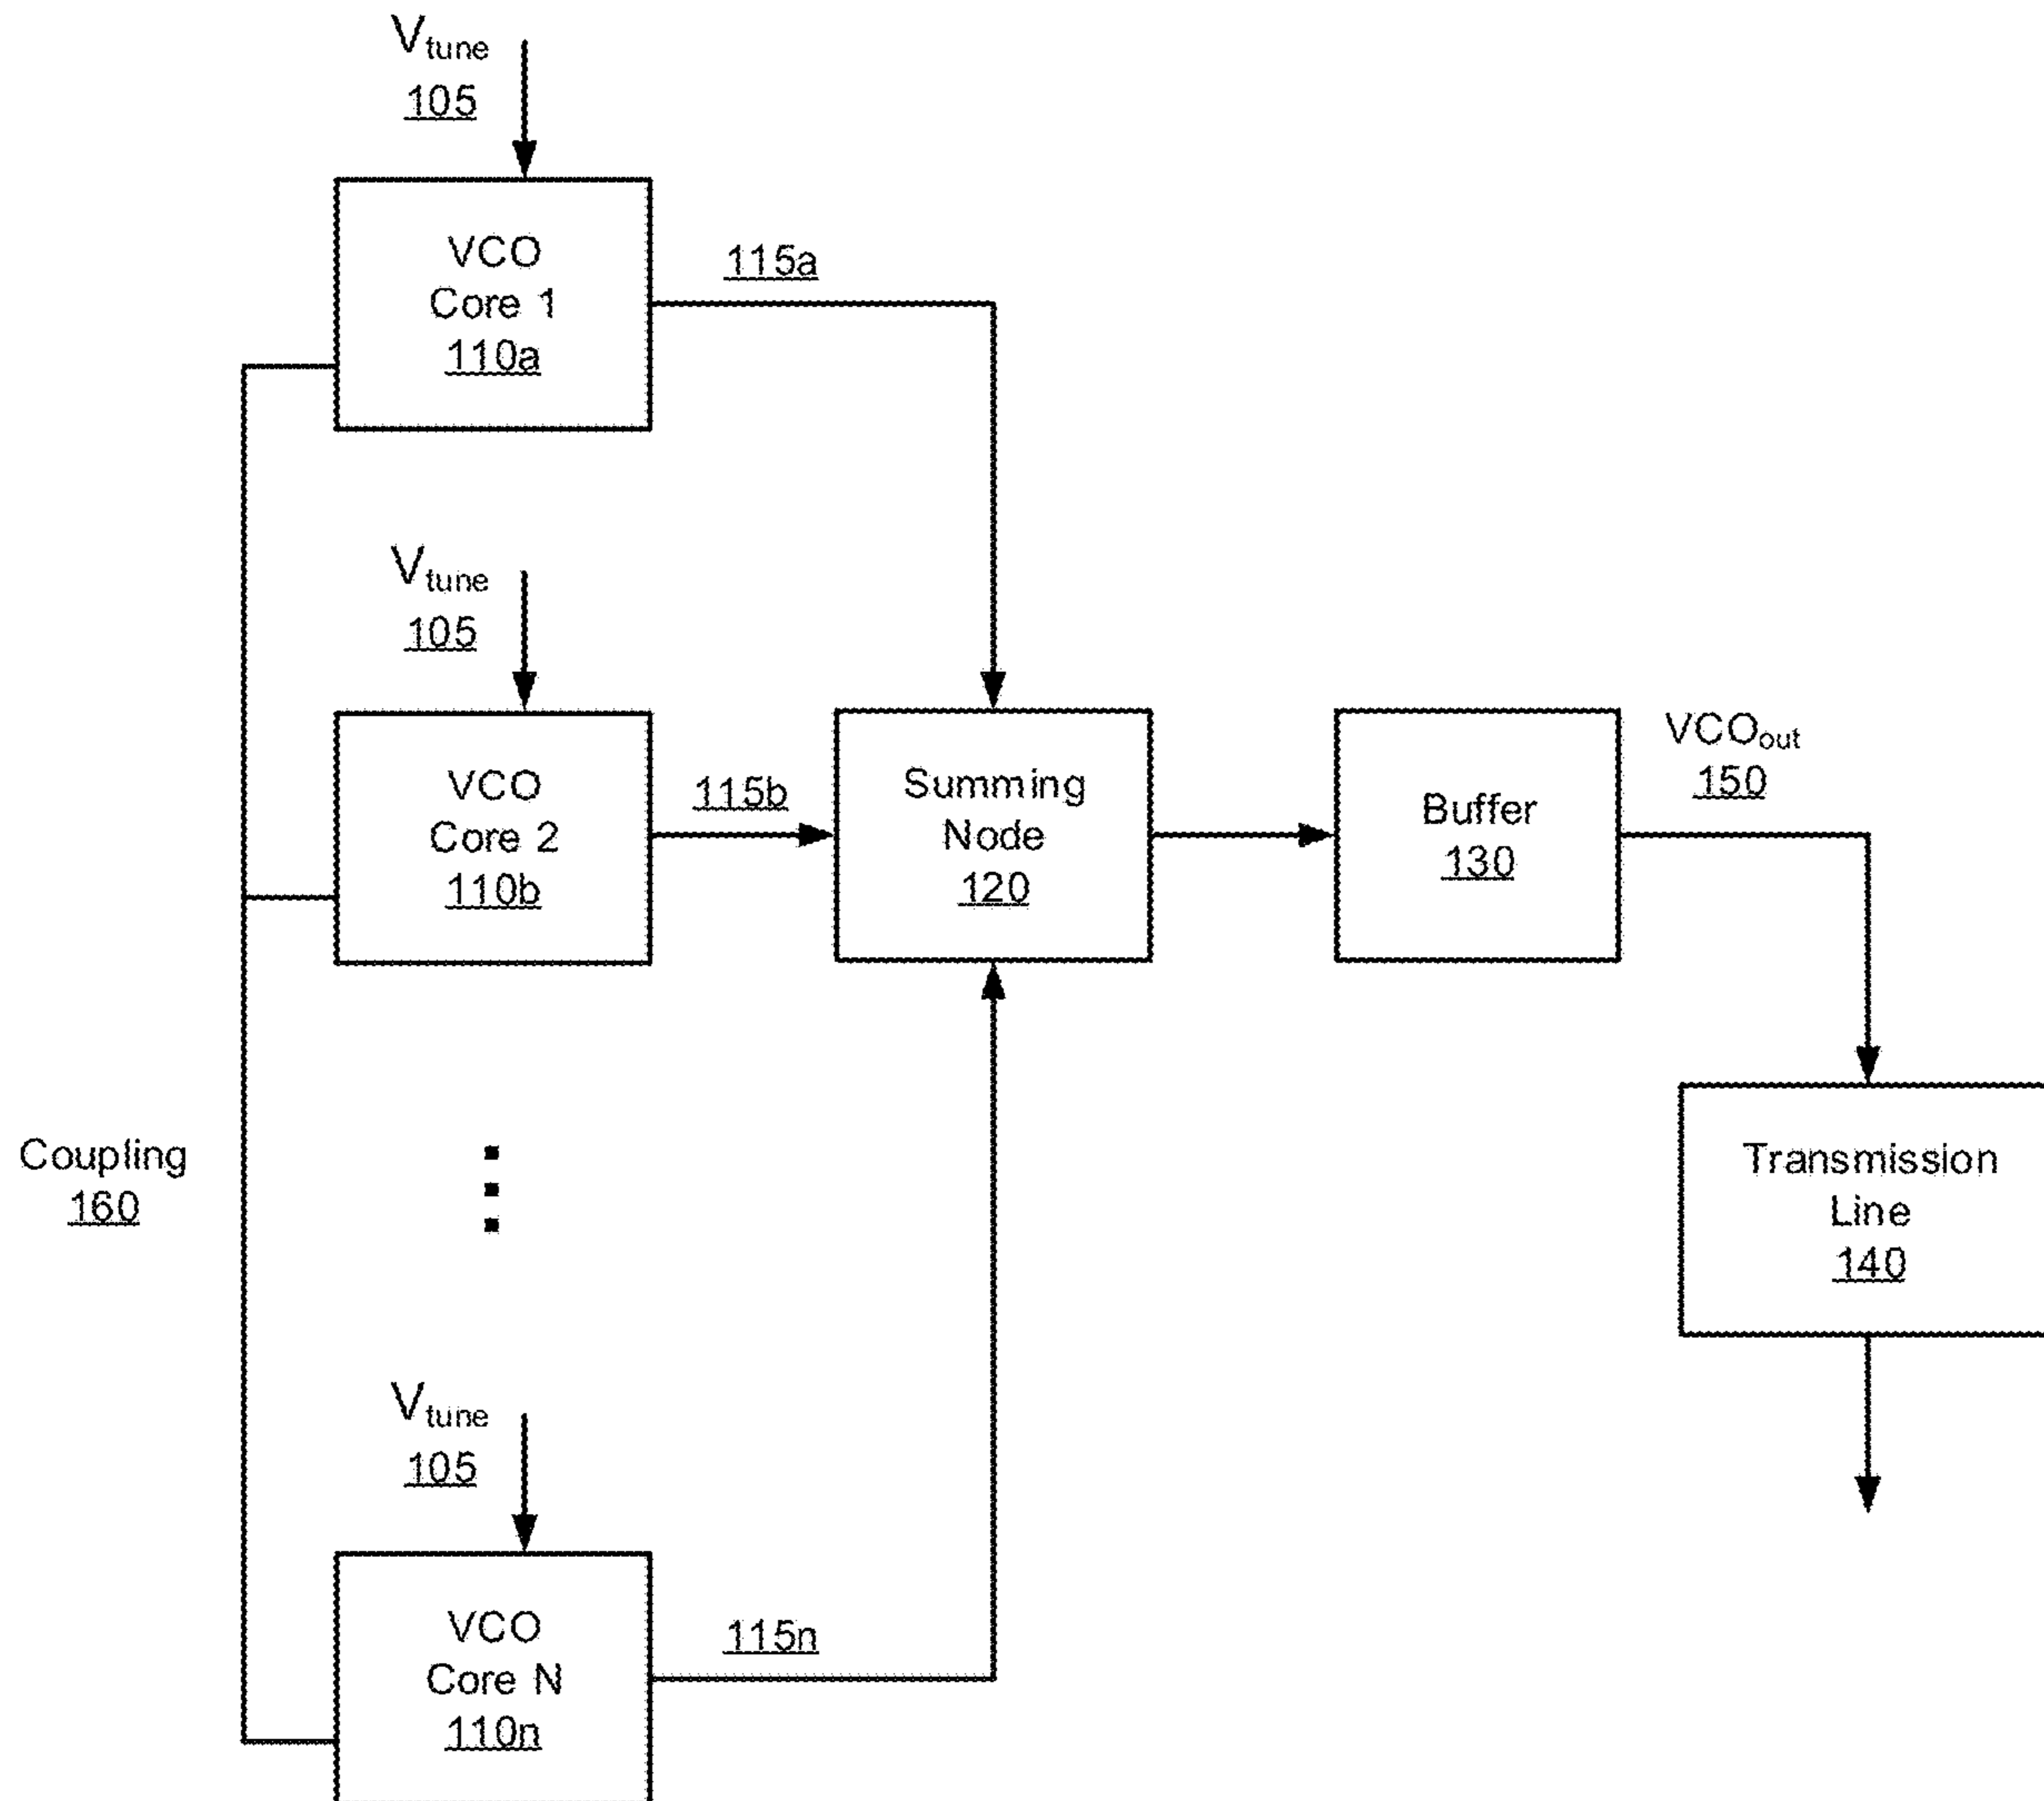 Vtune
105
VCO
Core 1
110a
115a
Vtune
105
VCO
Core 2
110b
115b
Summing
Node
120
Buffer
130
VCOout
150
Coupling
160
Transmission
Line
140
Vtune
105
VCO
Core N
110n
115n